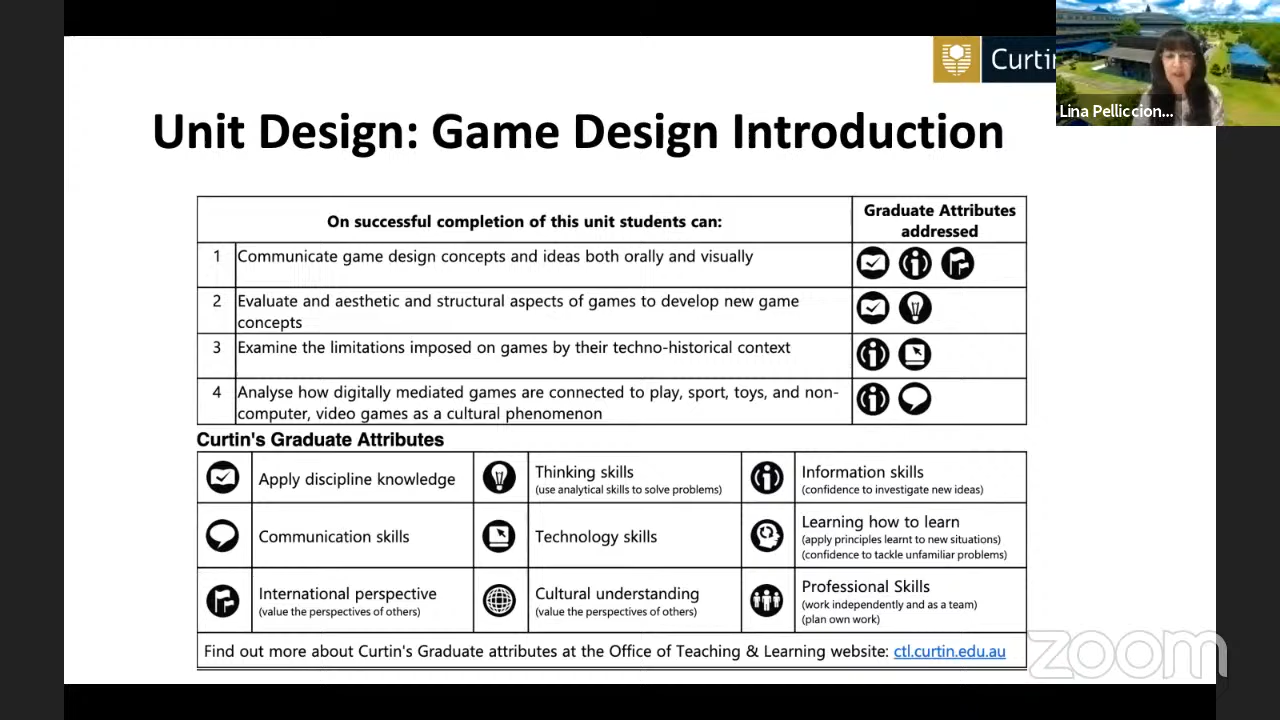 Curtin
Lina Pelliccion...
Unit Design: Game Design Introduction
On successful completion of this unit students can:
Graduate Attributes
addressed
1
Communicate game design concepts and ideas both orally and visually
2
Evaluate and aesthetic and structural aspects of games to develop new game
concepts
3
Examine the limitations imposed on games by their techno-historical context
4
Analyse how digitally mediated games are connected to play, sport, toys, and non-
computer, video games as a cultural phenomenon
Curtin's Graduate Attributes
Apply discipline knowledge
Thinking skills
(use analytical skills to solve problems)
Information skills
(confidence to investigate new ideas)
Communication skills
Technology skills
Learning how to learn
(apply principles learnt to new situations)
(confidence to tackle unfamiliar problems)
International perspective
(value the perspectives of others)
Cultural understanding
(value the perspectives of others)
Professional Skills
(work independently and as a team)
(plan own work)
Find out more about Curtin's Graduate attributes at the Office of Teaching & Learning website: ctl.curtin.edu.au
zoom